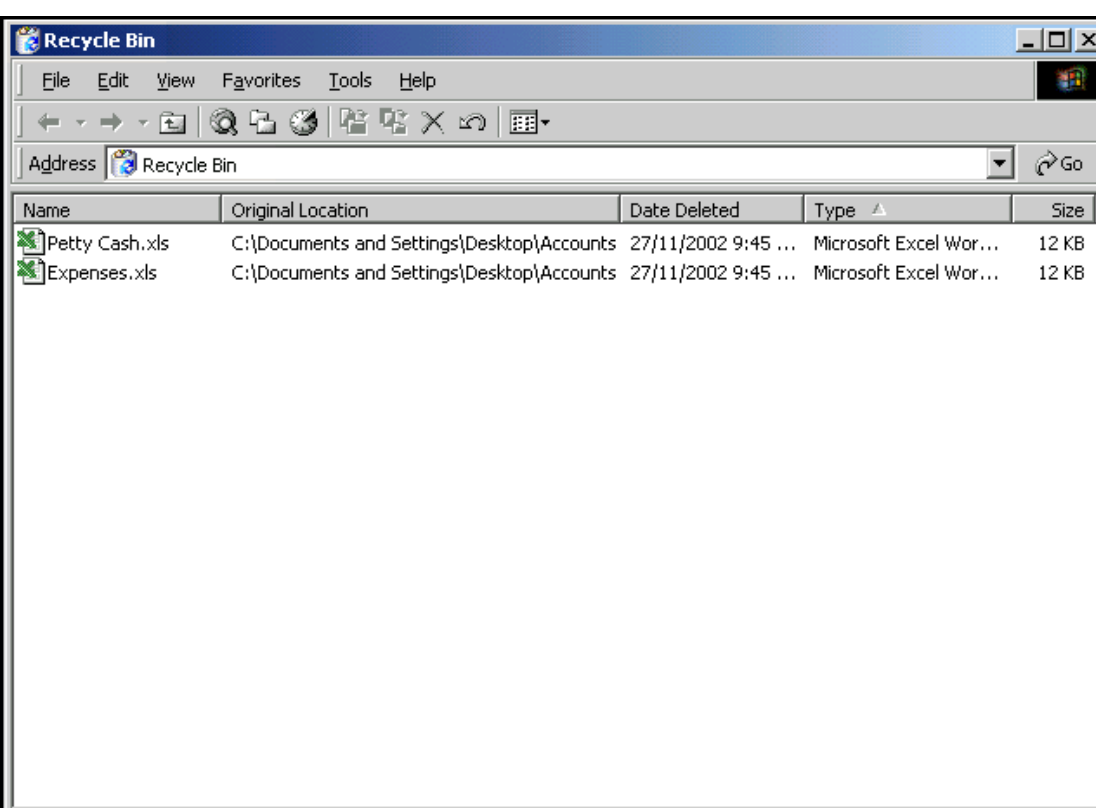 Recycle Bin
File Edit View Favorites Tools Help
Address Recycle Bin Go
Name Original Location Date Deleted Type Size
Petty Cash.xls C:\Documents and Settings\Desktop\Accounts 27/11/2002 9:45 ... Microsoft Excel Wor... 12 KB
Expenses.xls C:\Documents and Settings\Desktop\Accounts 27/11/2002 9:45 ... Microsoft Excel Wor... 12 KB